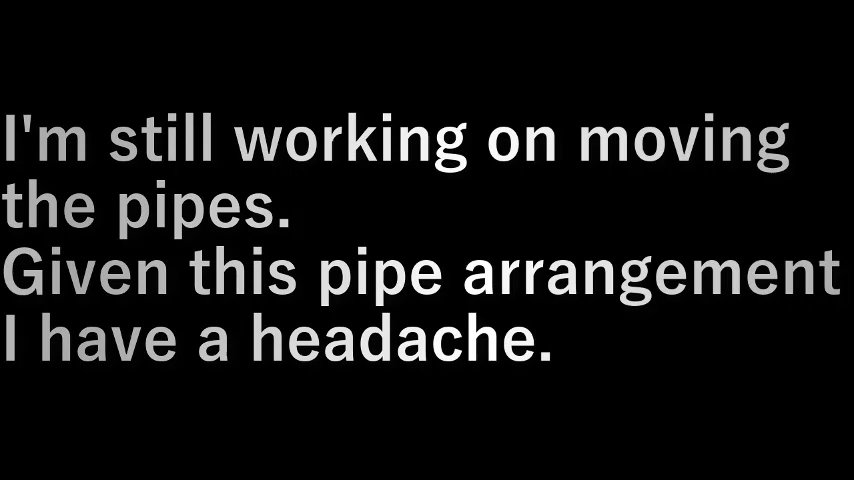 I'm still working on moving
the pipes.
Given this pipe arrangement
I have a headache.